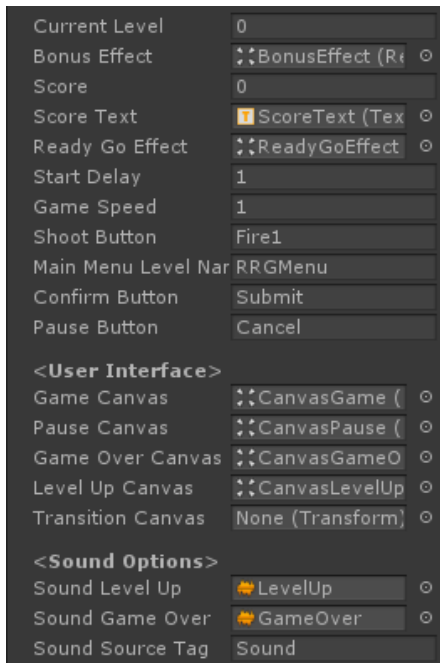 Current Level 0
Bonus Effect BonusEffect (Re
Score 0
Score Text ScoreText (Tex
Ready Go Effect ReadyGoEffect
Start Delay 1
Game Speed 1
Shoot Button Fire1
Main Menu Level Nar RRGMenu
Confirm Button Submit
Pause Button Cancel
<User Interface>
Game Canvas CanvasGame (
Pause Canvas CanvasPause (
Game Over Canvas CanvasGameO
Level Up Canvas CanvasLevelUp
Transition Canvas None (Transform)
<Sound Options>
Sound Level Up LevelUp
Sound Game Over GameOver
Sound Source Tag Sound